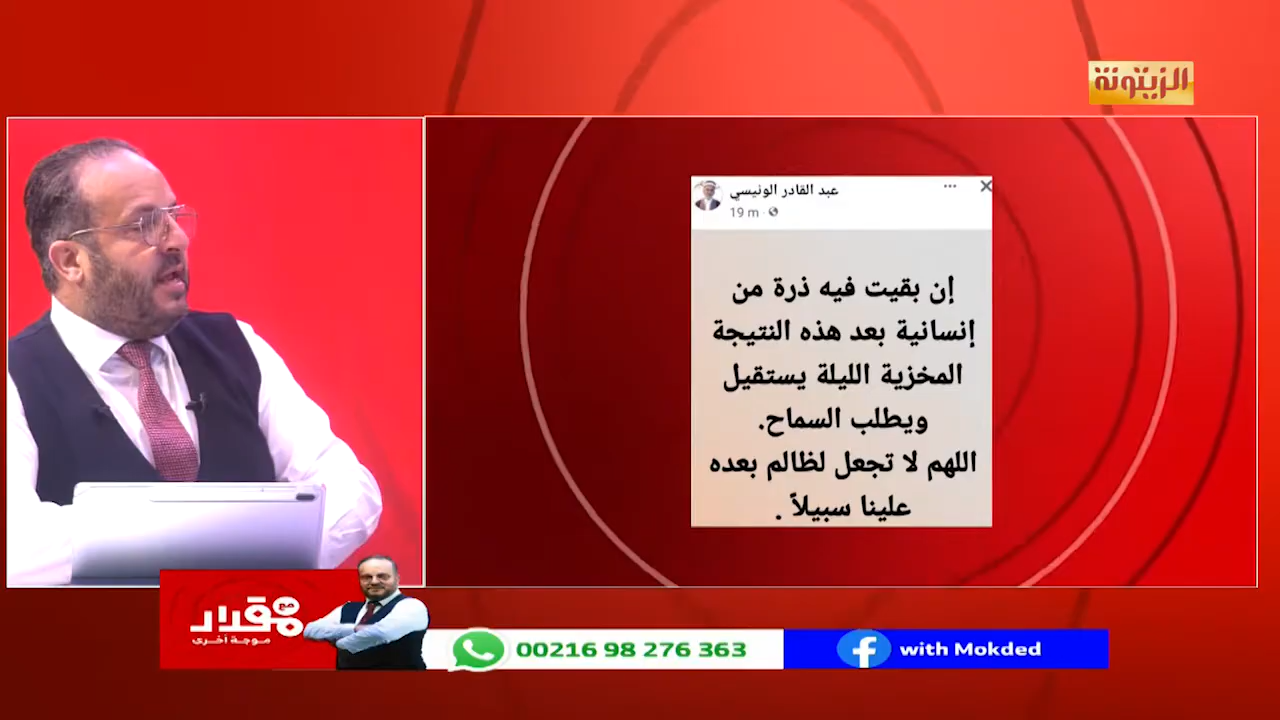 الزيتونة
عبد القادر الونيسي
19 m
إن بقيت فيه ذرة من
إنسانية بعد هذه النتيجة
المخزية الليلة يستقيل
ويطلب السماح.
اللهم لا تجعل لظالم بعده
علينا سبيلاً .
مع مقداد
موجة أخرى
00216 98 276 363
with Mokded